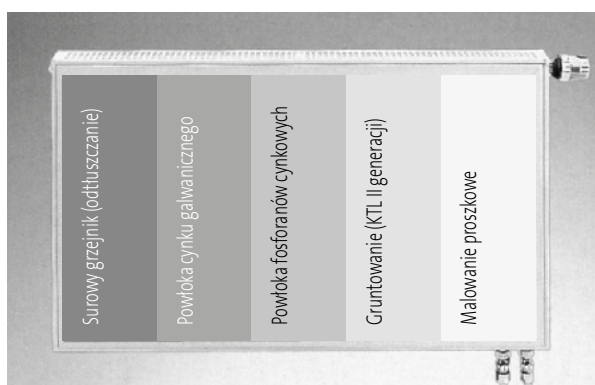 Surowy grzejnik (odtłuszczanie)
Powłoka cynku galwanicznego
Powłoka fosforanów cynkowych
Gruntowanie (KTL II generacji)
Malowanie proszkowe